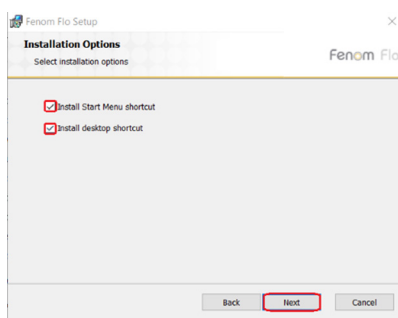 Fenom Flo Setup
Installation Options
Select installation options
Fenom Flo
Install Start Menu shortcut
Install desktop shortcut
Back
Next
Cancel